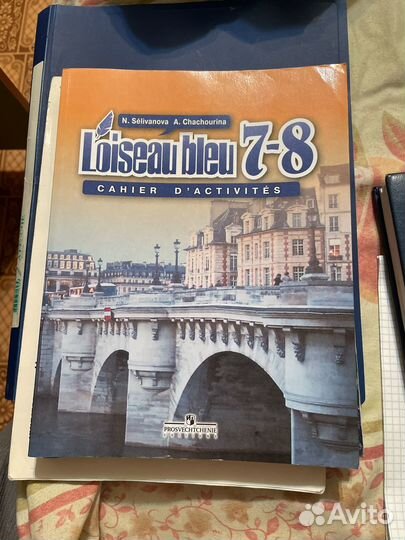 N. Sélivanova A. Chachourina
L'oiseau bleu 7-8
CAHIER D'ACTIVITÉS
PROSVECHTCHENIE
Avito